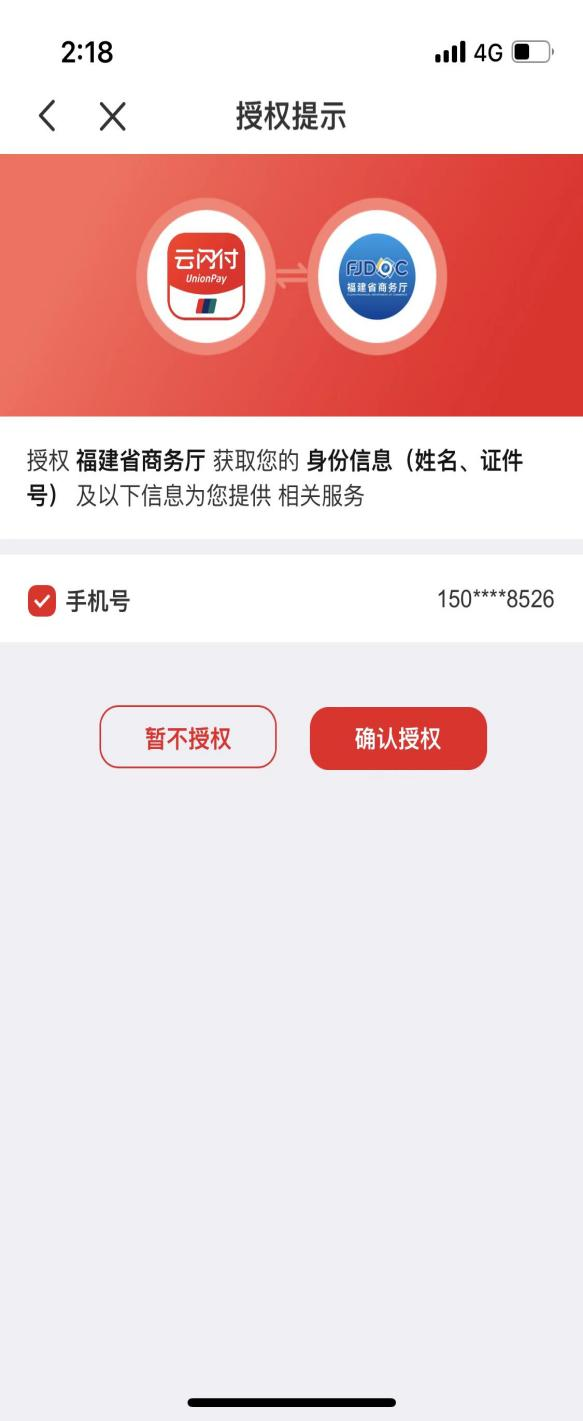 2:18
4G
授权提示
云闪付
UnionPay
FJDOC
福建省商务厅
授权 福建省商务厅 获取您的 身份信息（姓名、证件
号） 及以下信息为您提供 相关服务
手机号
150****8526
暂不授权
确认授权